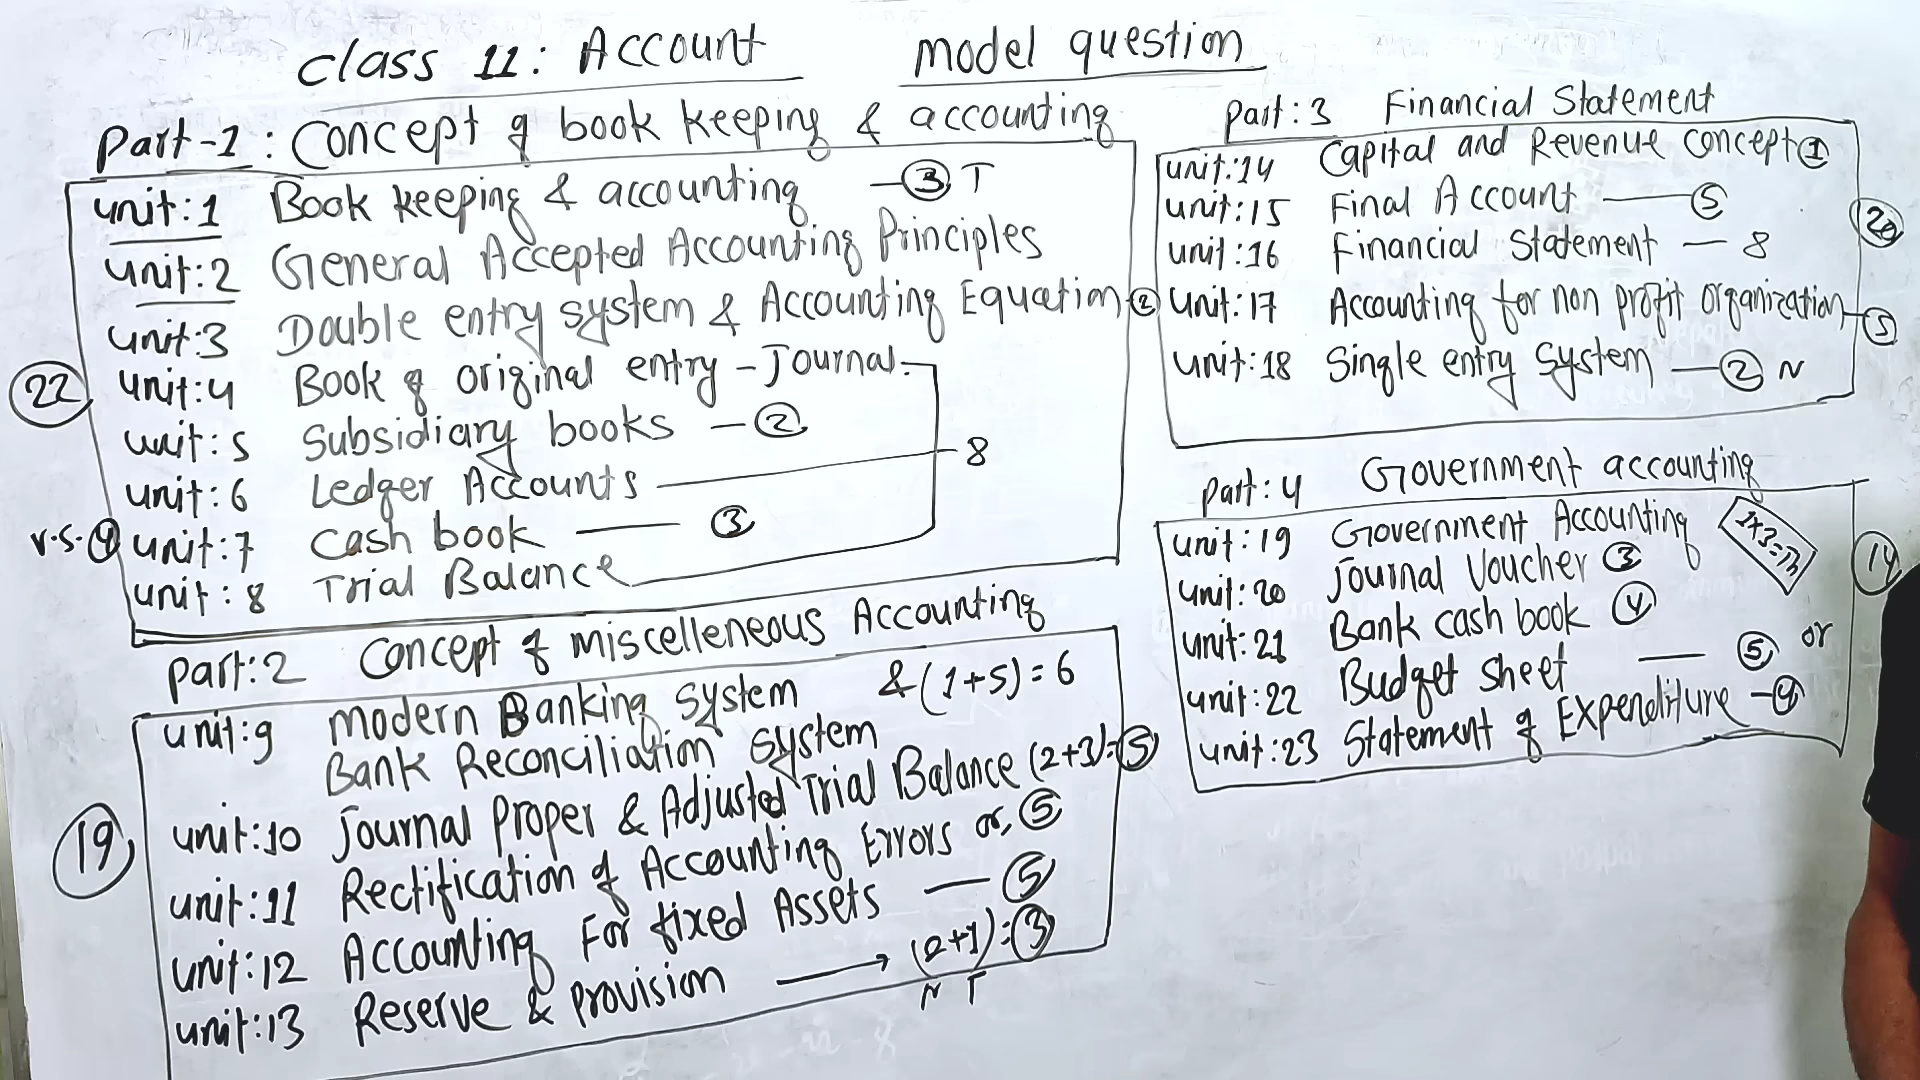 class 11: Account model question
Part-1: Concept of book keeping & accounting
unit:1 Book keeping & accounting — 3 T
unit:2 General Accepted Accounting Principles
unit:3 Double entry system & Accounting Equation 2
unit:4 Book of original entry - Journal
unit:5 Subsidiary books — 2
unit:6 Ledger Accounts — 8
v.s. 4 unit:7 Cash book — 3
unit:8 Trial Balance
22
Part:2 Concept of miscelleneous Accounting
unit:9 Modern Banking system & (1+5)=6
Bank Reconciliation system
unit:10 Journal Proper & Adjusted Trial Balance (2+3)=5
unit:11 Rectification of Accounting Errors or, 5
unit:12 Accounting For fixed Assets — 5
unit:13 Reserve & provision → (2+1)=3
N T
19
Part:3 Financial Statement
unit:14 Capital and Revenue concept 1
unit:15 Final Account — 5
unit:16 Financial Statement — 8
unit:17 Accounting for non profit organization — 5
unit:18 Single entry system — 2 N
20
Part:4 Government accounting
unit:19 Government Accounting 1×3=3
unit:20 Journal Voucher 3
unit:21 Bank cash book 4
unit:22 Budget sheet — 5 or
unit:23 Statement of Expenditure — 4
14